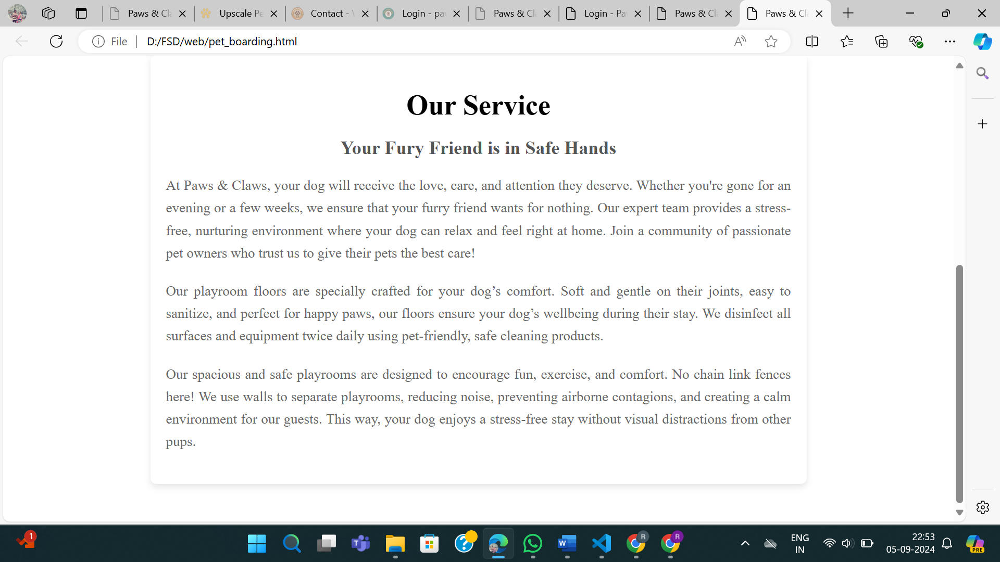 Paws & Cla
Upscale Pe
Contact - \
Login - pav
Paws & Cla
Login - Pa
Paws & Cla
Paws & Cla
File
D:/FSD/web/pet_boarding.html
Our Service
Your Fury Friend is in Safe Hands
At Paws & Claws, your dog will receive the love, care, and attention they deserve. Whether you're gone for an
evening or a few weeks, we ensure that your furry friend wants for nothing. Our expert team provides a stress-
free, nurturing environment where your dog can relax and feel right at home. Join a community of passionate
pet owners who trust us to give their pets the best care!
Our playroom floors are specially crafted for your dog’s comfort. Soft and gentle on their joints, easy to
sanitize, and perfect for happy paws, our floors ensure your dog’s wellbeing during their stay. We disinfect all
surfaces and equipment twice daily using pet-friendly, safe cleaning products.
Our spacious and safe playrooms are designed to encourage fun, exercise, and comfort. No chain link fences
here! We use walls to separate playrooms, reducing noise, preventing airborne contagions, and creating a calm
environment for our guests. This way, your dog enjoys a stress-free stay without visual distractions from other
pups.
1
R
R
ENG
IN
22:53
05-09-2024
PRE